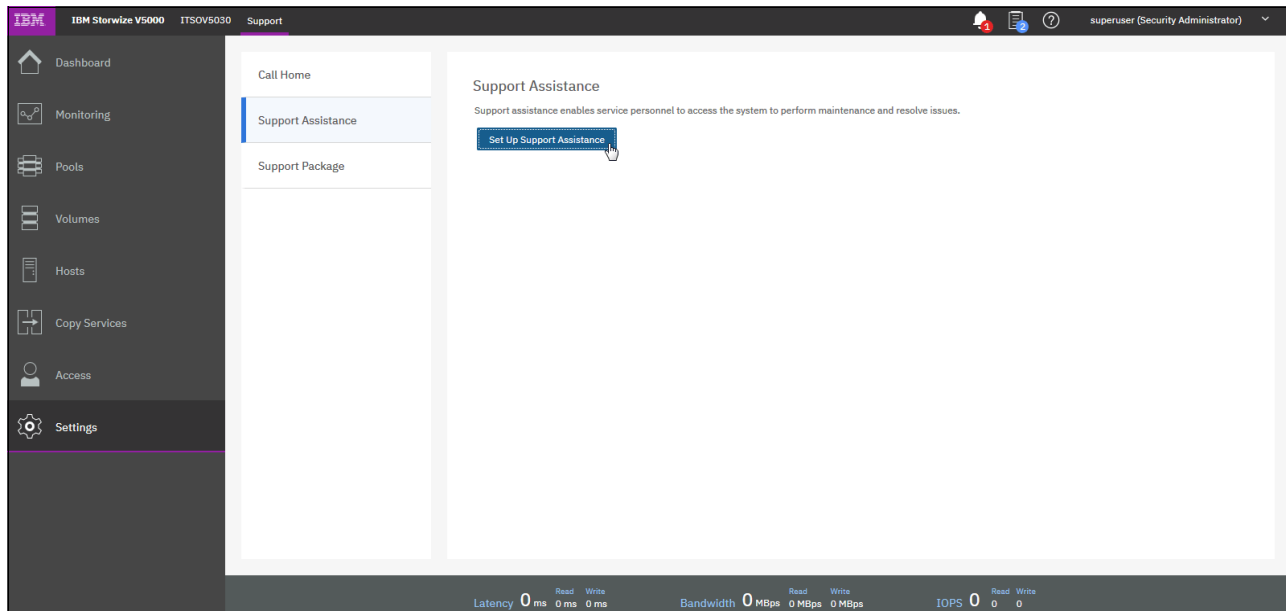 IBM IBM Storwize V5000 ITSOV5030 Support 1 2 ? superuser (Security Administrator)
Dashboard
Monitoring
Pools
Volumes
Hosts
Copy Services
Access
Settings
Call Home
Support Assistance
Support Package
Support Assistance
Support assistance enables service personnel to access the system to perform maintenance and resolve issues.
Set Up Support Assistance
Latency 0 ms Read 0 ms Write 0 ms Bandwidth 0 MBps Read 0 MBps Write 0 MBps IOPS 0 Read 0 Write 0